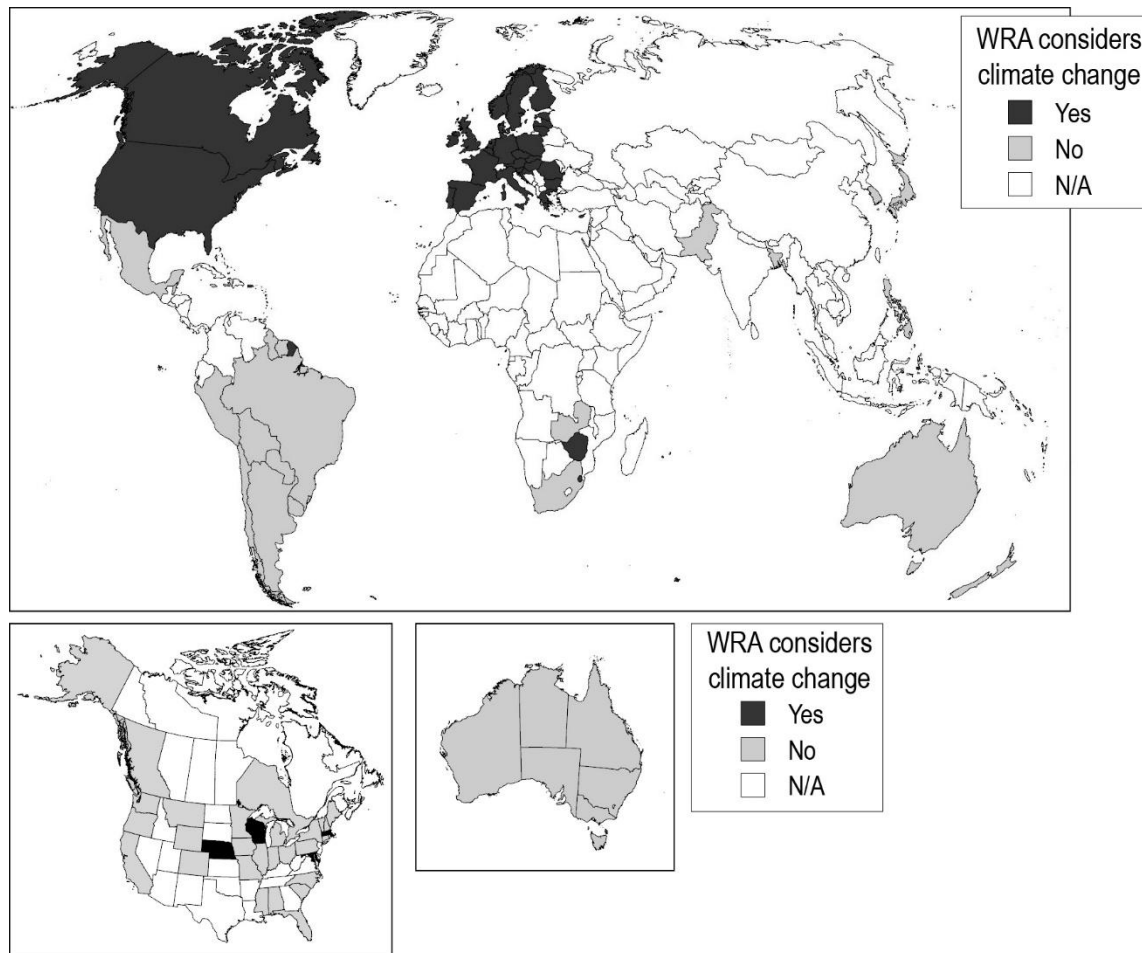 WRA considers
climate change
Yes
No
N/A
WRA considers
climate change
Yes
No
N/A